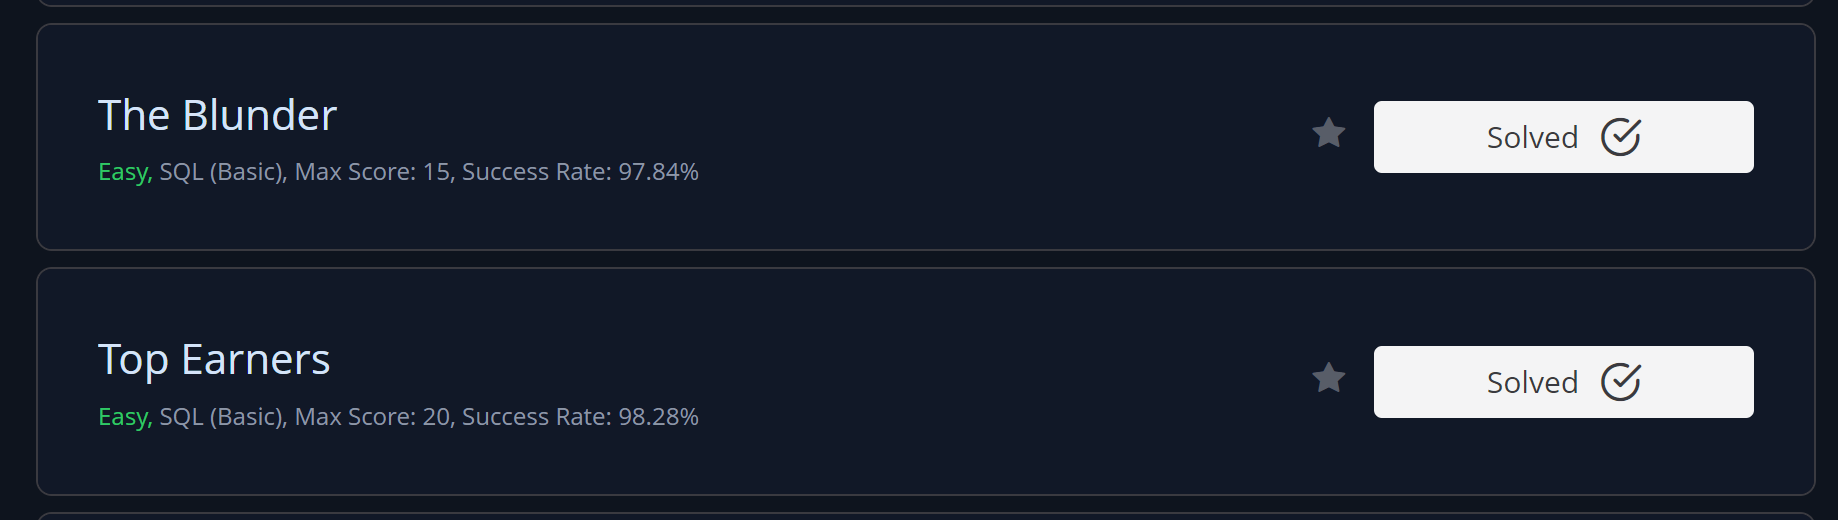 The Blunder
Easy, SQL (Basic), Max Score: 15, Success Rate: 97.84%
Solved
Top Earners
Easy, SQL (Basic), Max Score: 20, Success Rate: 98.28%
Solved